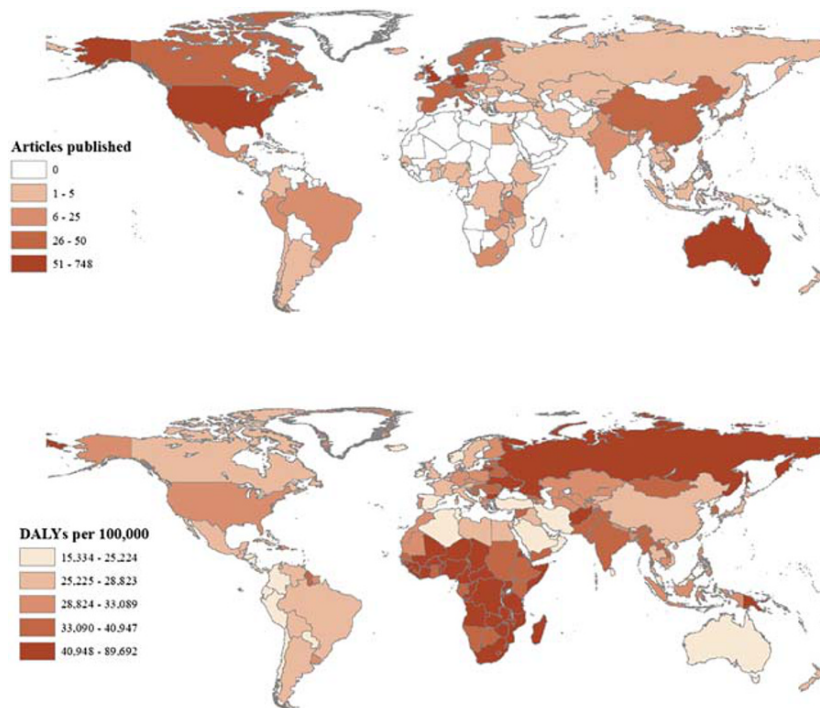 Articles published
0
1 - 5
6 - 25
26 - 50
51 - 748
DALYs per 100,000
15,334 - 25,224
25,225 - 28,823
28,824 - 33,089
33,090 - 40,947
40,948 - 89,692